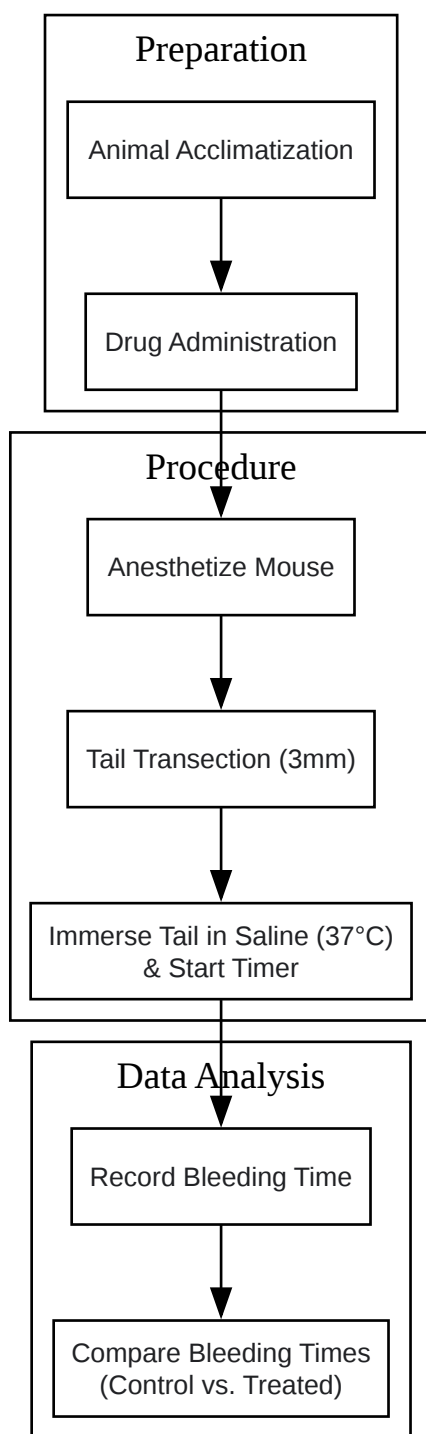 Preparation
Animal Acclimatization
Drug Administration
Procedure
Anesthetize Mouse
Tail Transection (3mm)
Immerse Tail in Saline (37°C)
& Start Timer
Data Analysis
Record Bleeding Time
Compare Bleeding Times
(Control vs. Treated)